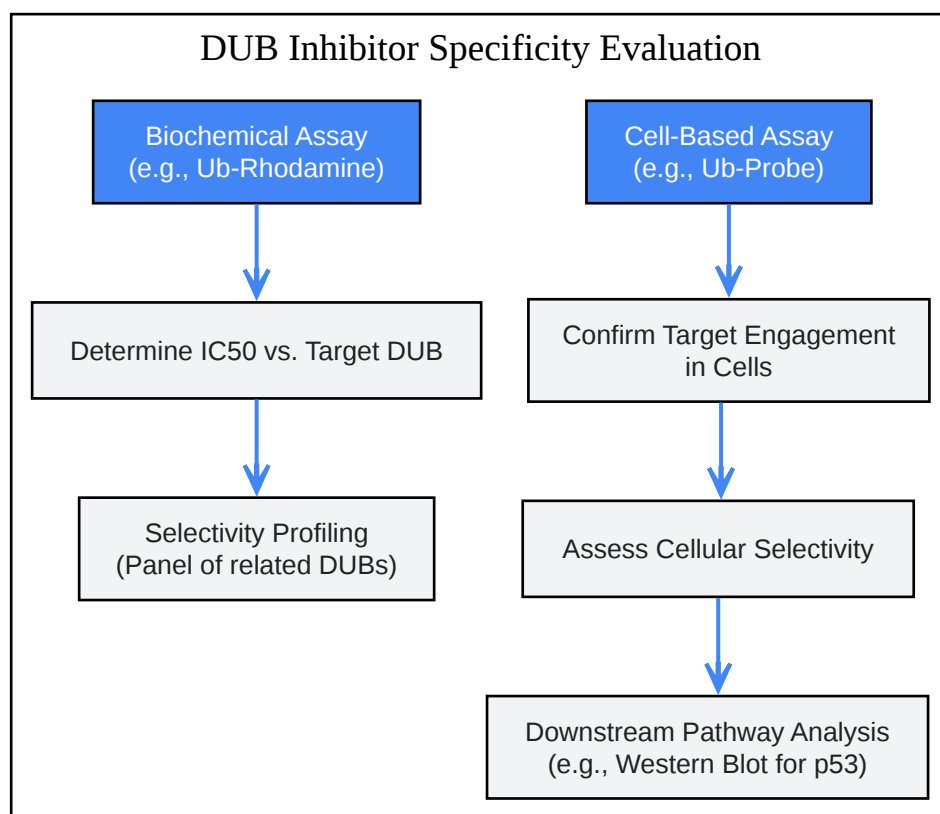 DUB Inhibitor Specificity Evaluation
Biochemical Assay
(e.g., Ub-Rhodamine)
Determine IC50 vs. Target DUB
Selectivity Profiling
(Panel of related DUBs)
Cell-Based Assay
(e.g., Ub-Probe)
Confirm Target Engagement
in Cells
Assess Cellular Selectivity
Downstream Pathway Analysis
(e.g., Western Blot for p53)